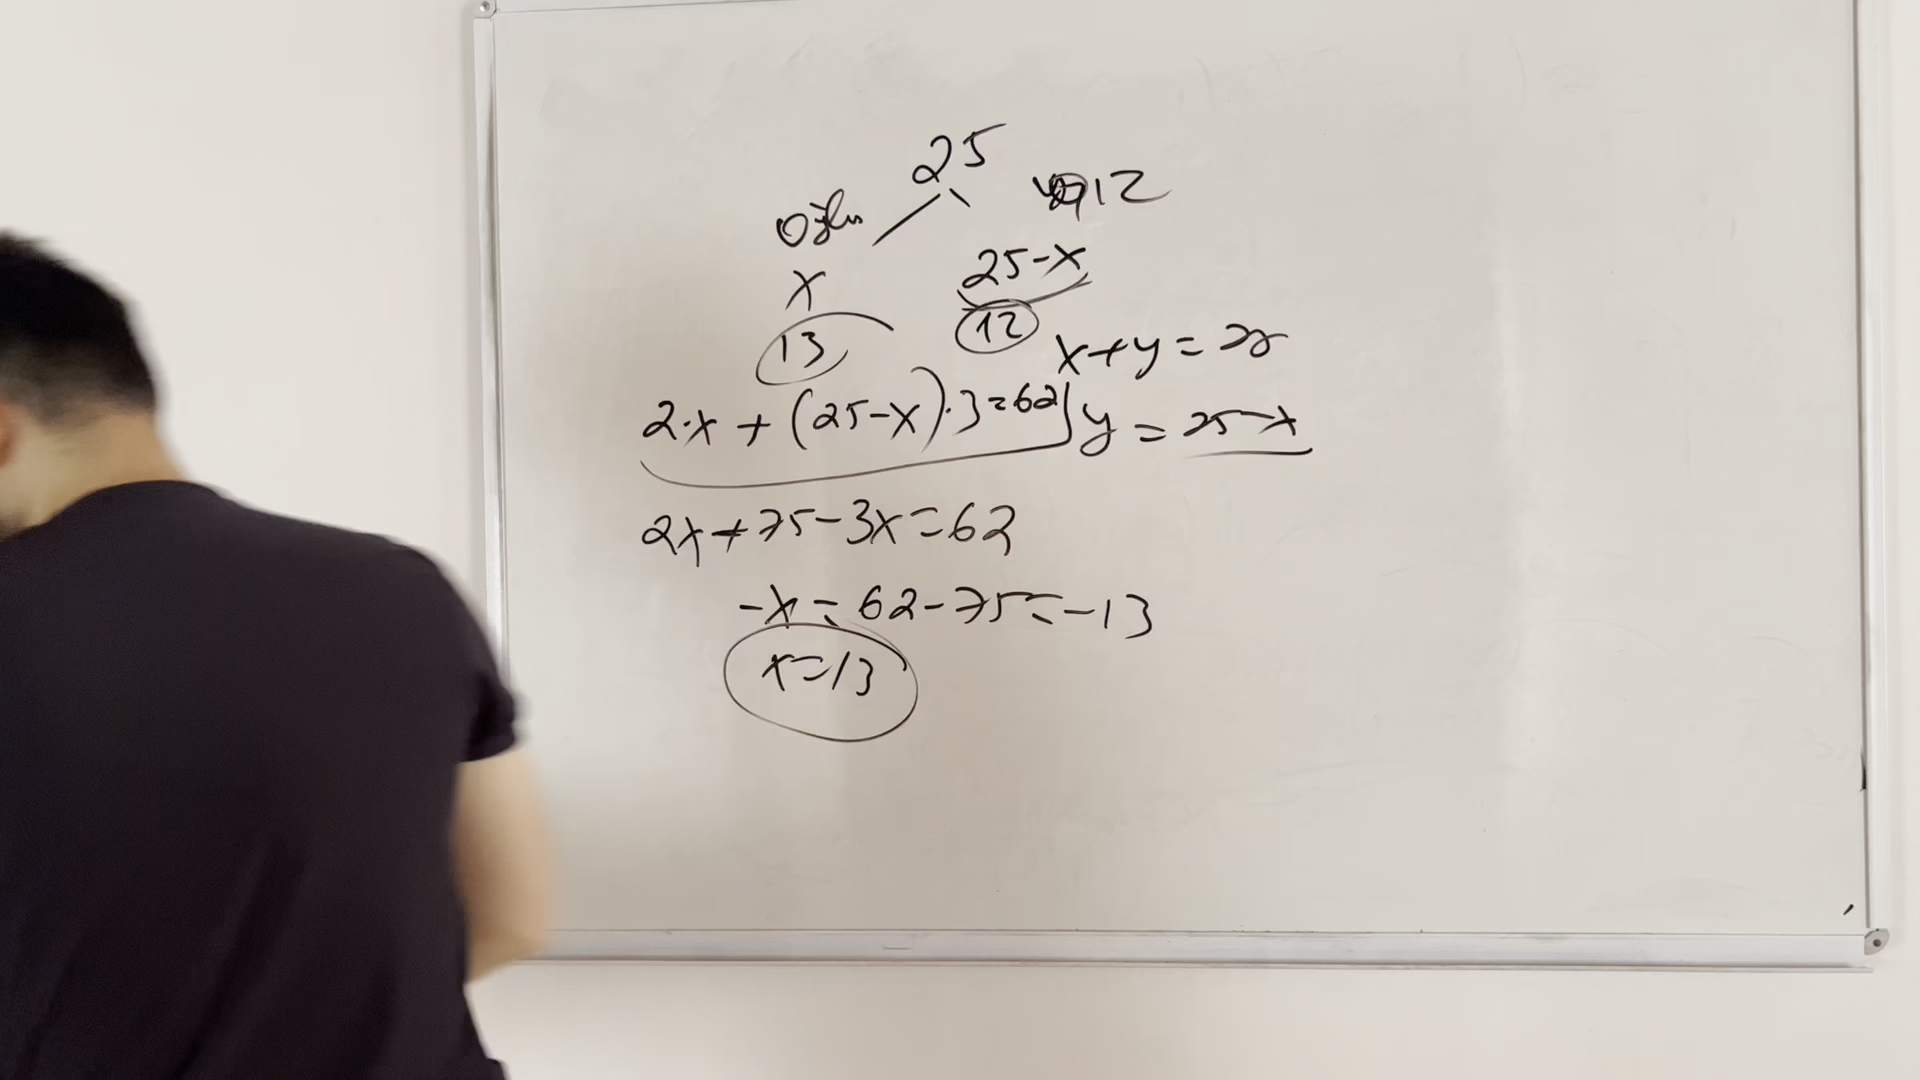 25
12
x 25-x
13 12
x+y=25
2·x+(25-x)·3=62
y=25-x
2x+75-3x=62
-x=62-75=-13
x=13